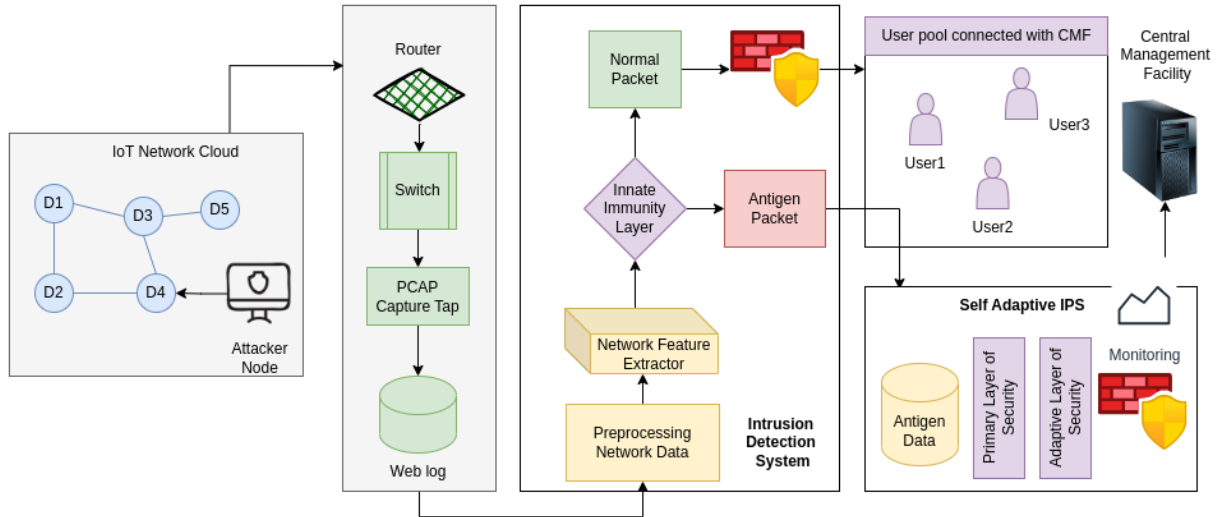 IoT Network Cloud
D1
D3
D5
D2
D4
Attacker
Node
Router
Switch
PCAP
Capture Tap
Web log
Normal
Packet
Innate
Immunity
Layer
Antigen
Packet
Network Feature
Extractor
Preprocessing
Network Data
Intrusion
Detection
System
User pool connected with CMF
User1
User2
User3
Central
Management
Facility
Self Adaptive IPS
Antigen
Data
Primary Layer of
Security
Adaptive Layer of
Security
Monitoring